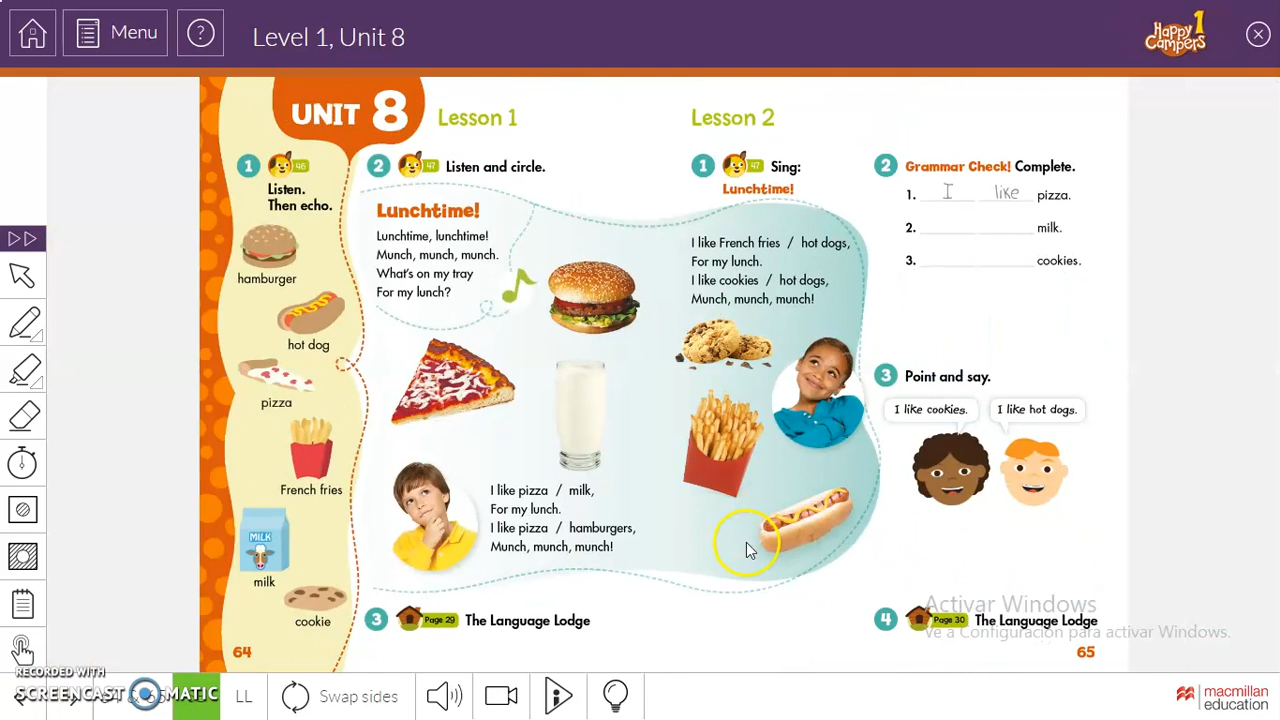 Menu
?
Level 1, Unit 8
Happy Campers 1
UNIT 8
Lesson 1
Lesson 2
1
46
Listen.
Then echo.
hamburger
hot dog
pizza
French fries
MILK
milk
cookie
64
2
47
Listen and circle.
Lunchtime!
Lunchtime, lunchtime!
Munch, munch, munch.
What's on my tray
For my lunch?
I like pizza / milk,
For my lunch.
I like pizza / hamburgers,
Munch, munch, munch!
3
Page 29
The Language Lodge
1
47
Sing:
Lunchtime!
I like French fries / hot dogs,
For my lunch.
I like cookies / hot dogs,
Munch, munch, munch!
2
Grammar Check! Complete.
1. I like pizza.
2. milk.
3. cookies.
3
Point and say.
I like cookies.
I like hot dogs.
4
Page 30
The Language Lodge
65
Activar Windows
Ve a Configuración para activar Windows.
RECORDED WITH
SCREENCAST MATIC
LL
Swap sides
macmillan
education